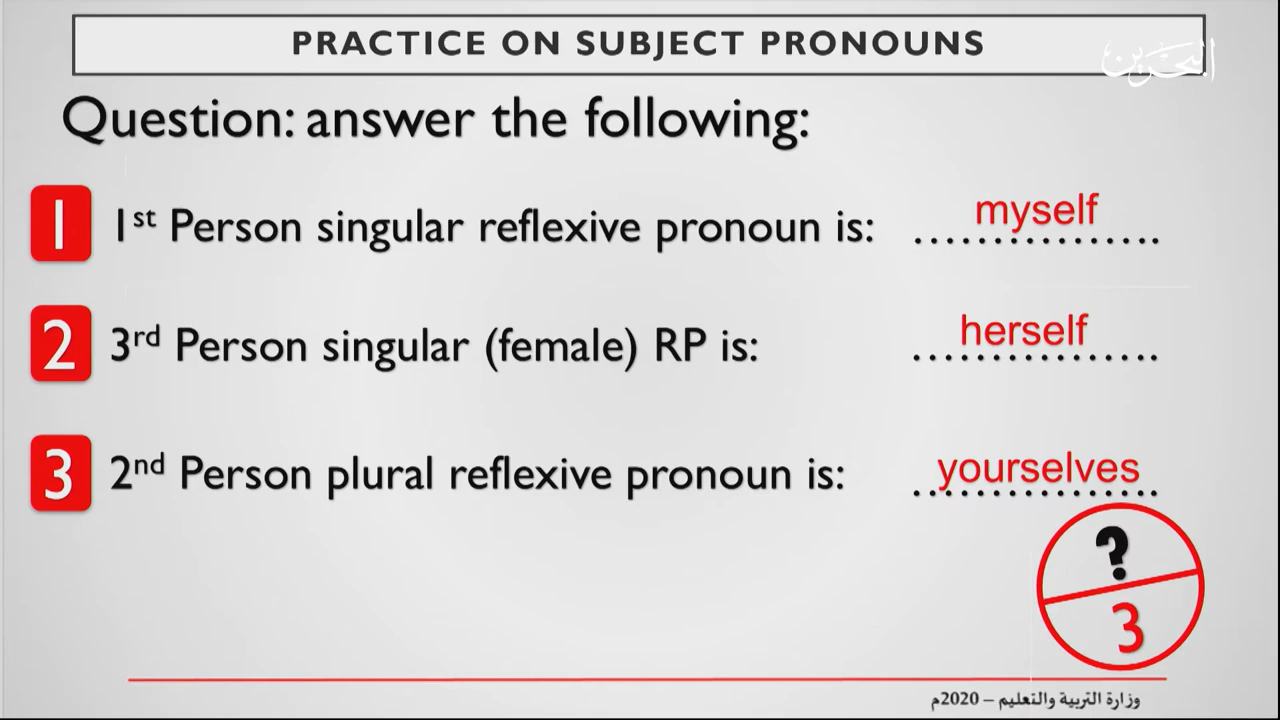 PRACTICE ON SUBJECT PRONOUNS
البحرين
Question: answer the following:
1 1st Person singular reflexive pronoun is: ................ myself
2 3rd Person singular (female) RP is: ................ herself
3 2nd Person plural reflexive pronoun is: ................ yourselves
?
3
وزارة التربية والتعليم – 2020م